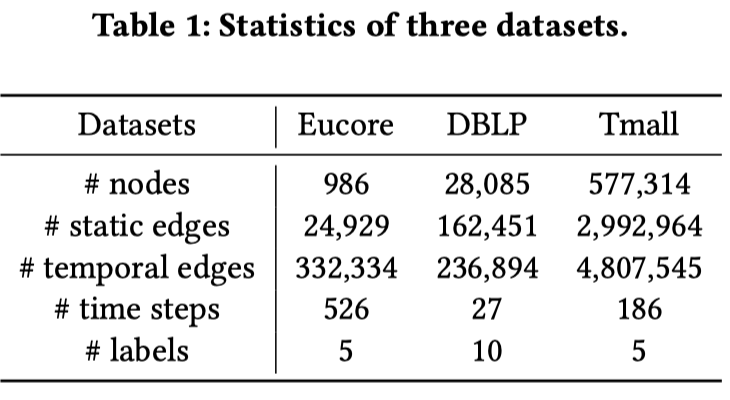 Table 1: Statistics of three datasets.
Datasets Eucore DBLP Tmall
# nodes 986 28,085 577,314
# static edges 24,929 162,451 2,992,964
# temporal edges 332,334 236,894 4,807,545
# time steps 526 27 186
# labels 5 10 5